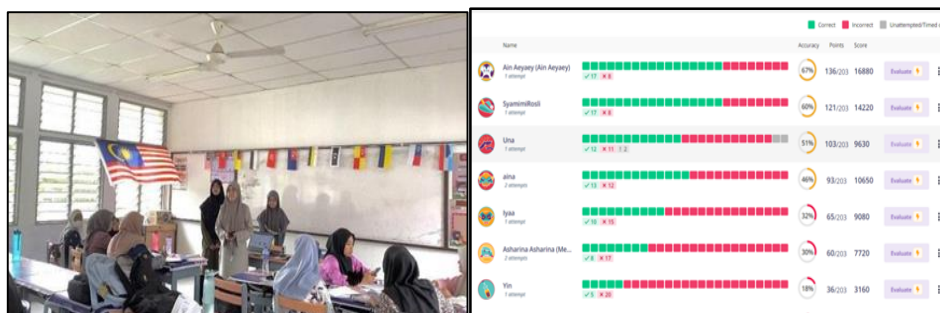 Correct Incorrect Unattempted/Timed
Name Accuracy Points Score
Ain Aeyaey (Ain Aeyaey) 67% 136/203 16880 Evaluate
1 attempt ✓ 17 ✕ 8
SyamimiRosli 60% 121/203 14220 Evaluate
1 attempt ✓ 17 ✕ 8
Una 51% 103/203 9630 Evaluate
1 attempt ✓ 12 ✕ 11 2
aina 46% 93/203 10650 Evaluate
2 attempts ✓ 13 ✕ 12
Iyaa 32% 65/203 9080 Evaluate
1 attempt ✓ 10 ✕ 15
Asharina Asharina (Me... 30% 60/203 7720 Evaluate
2 attempts ✓ 8 ✕ 17
Yin 18% 36/203 3160 Evaluate
1 attempt ✓ 5 ✕ 20